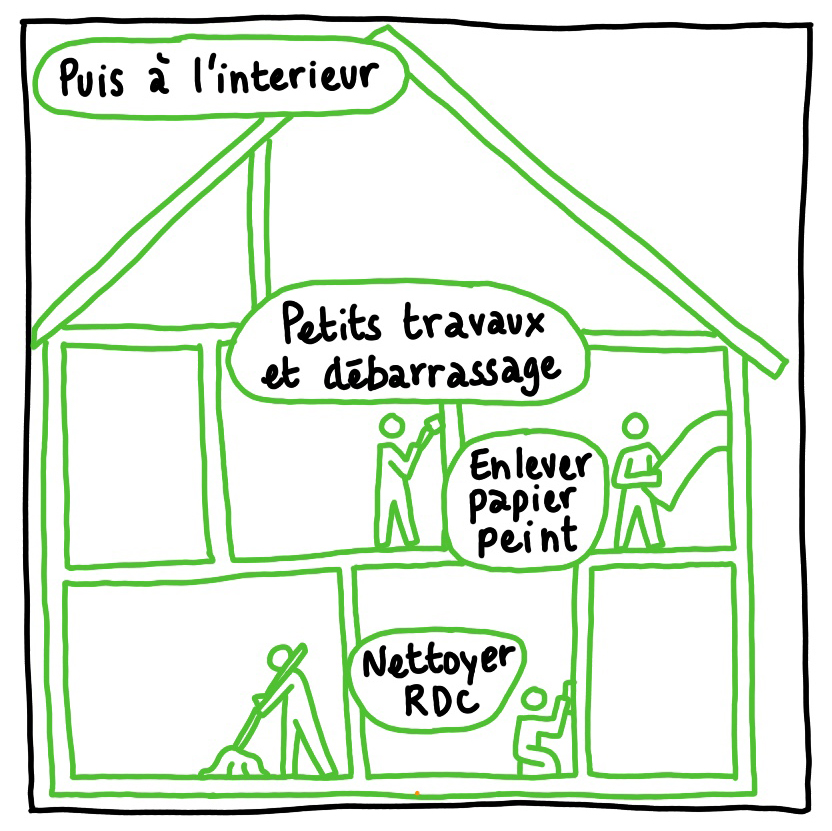 Puis à l'interieur
Petits travaux
et débarrassage
Enlever
papier
peint
Nettoyer
RDC